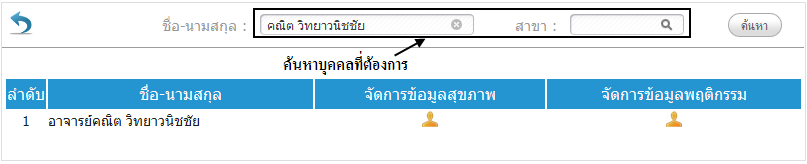 ชื่อ-นามสกุล : คณิต วิทยาวนิชชัย สาขา : ค้นหา
ค้นหาบุคคลที่ต้องการ
ลำดับ ชื่อ-นามสกุล จัดการข้อมูลสุขภาพ จัดการข้อมูลพฤติกรรม
1 อาจารย์คณิต วิทยาวนิชชัย